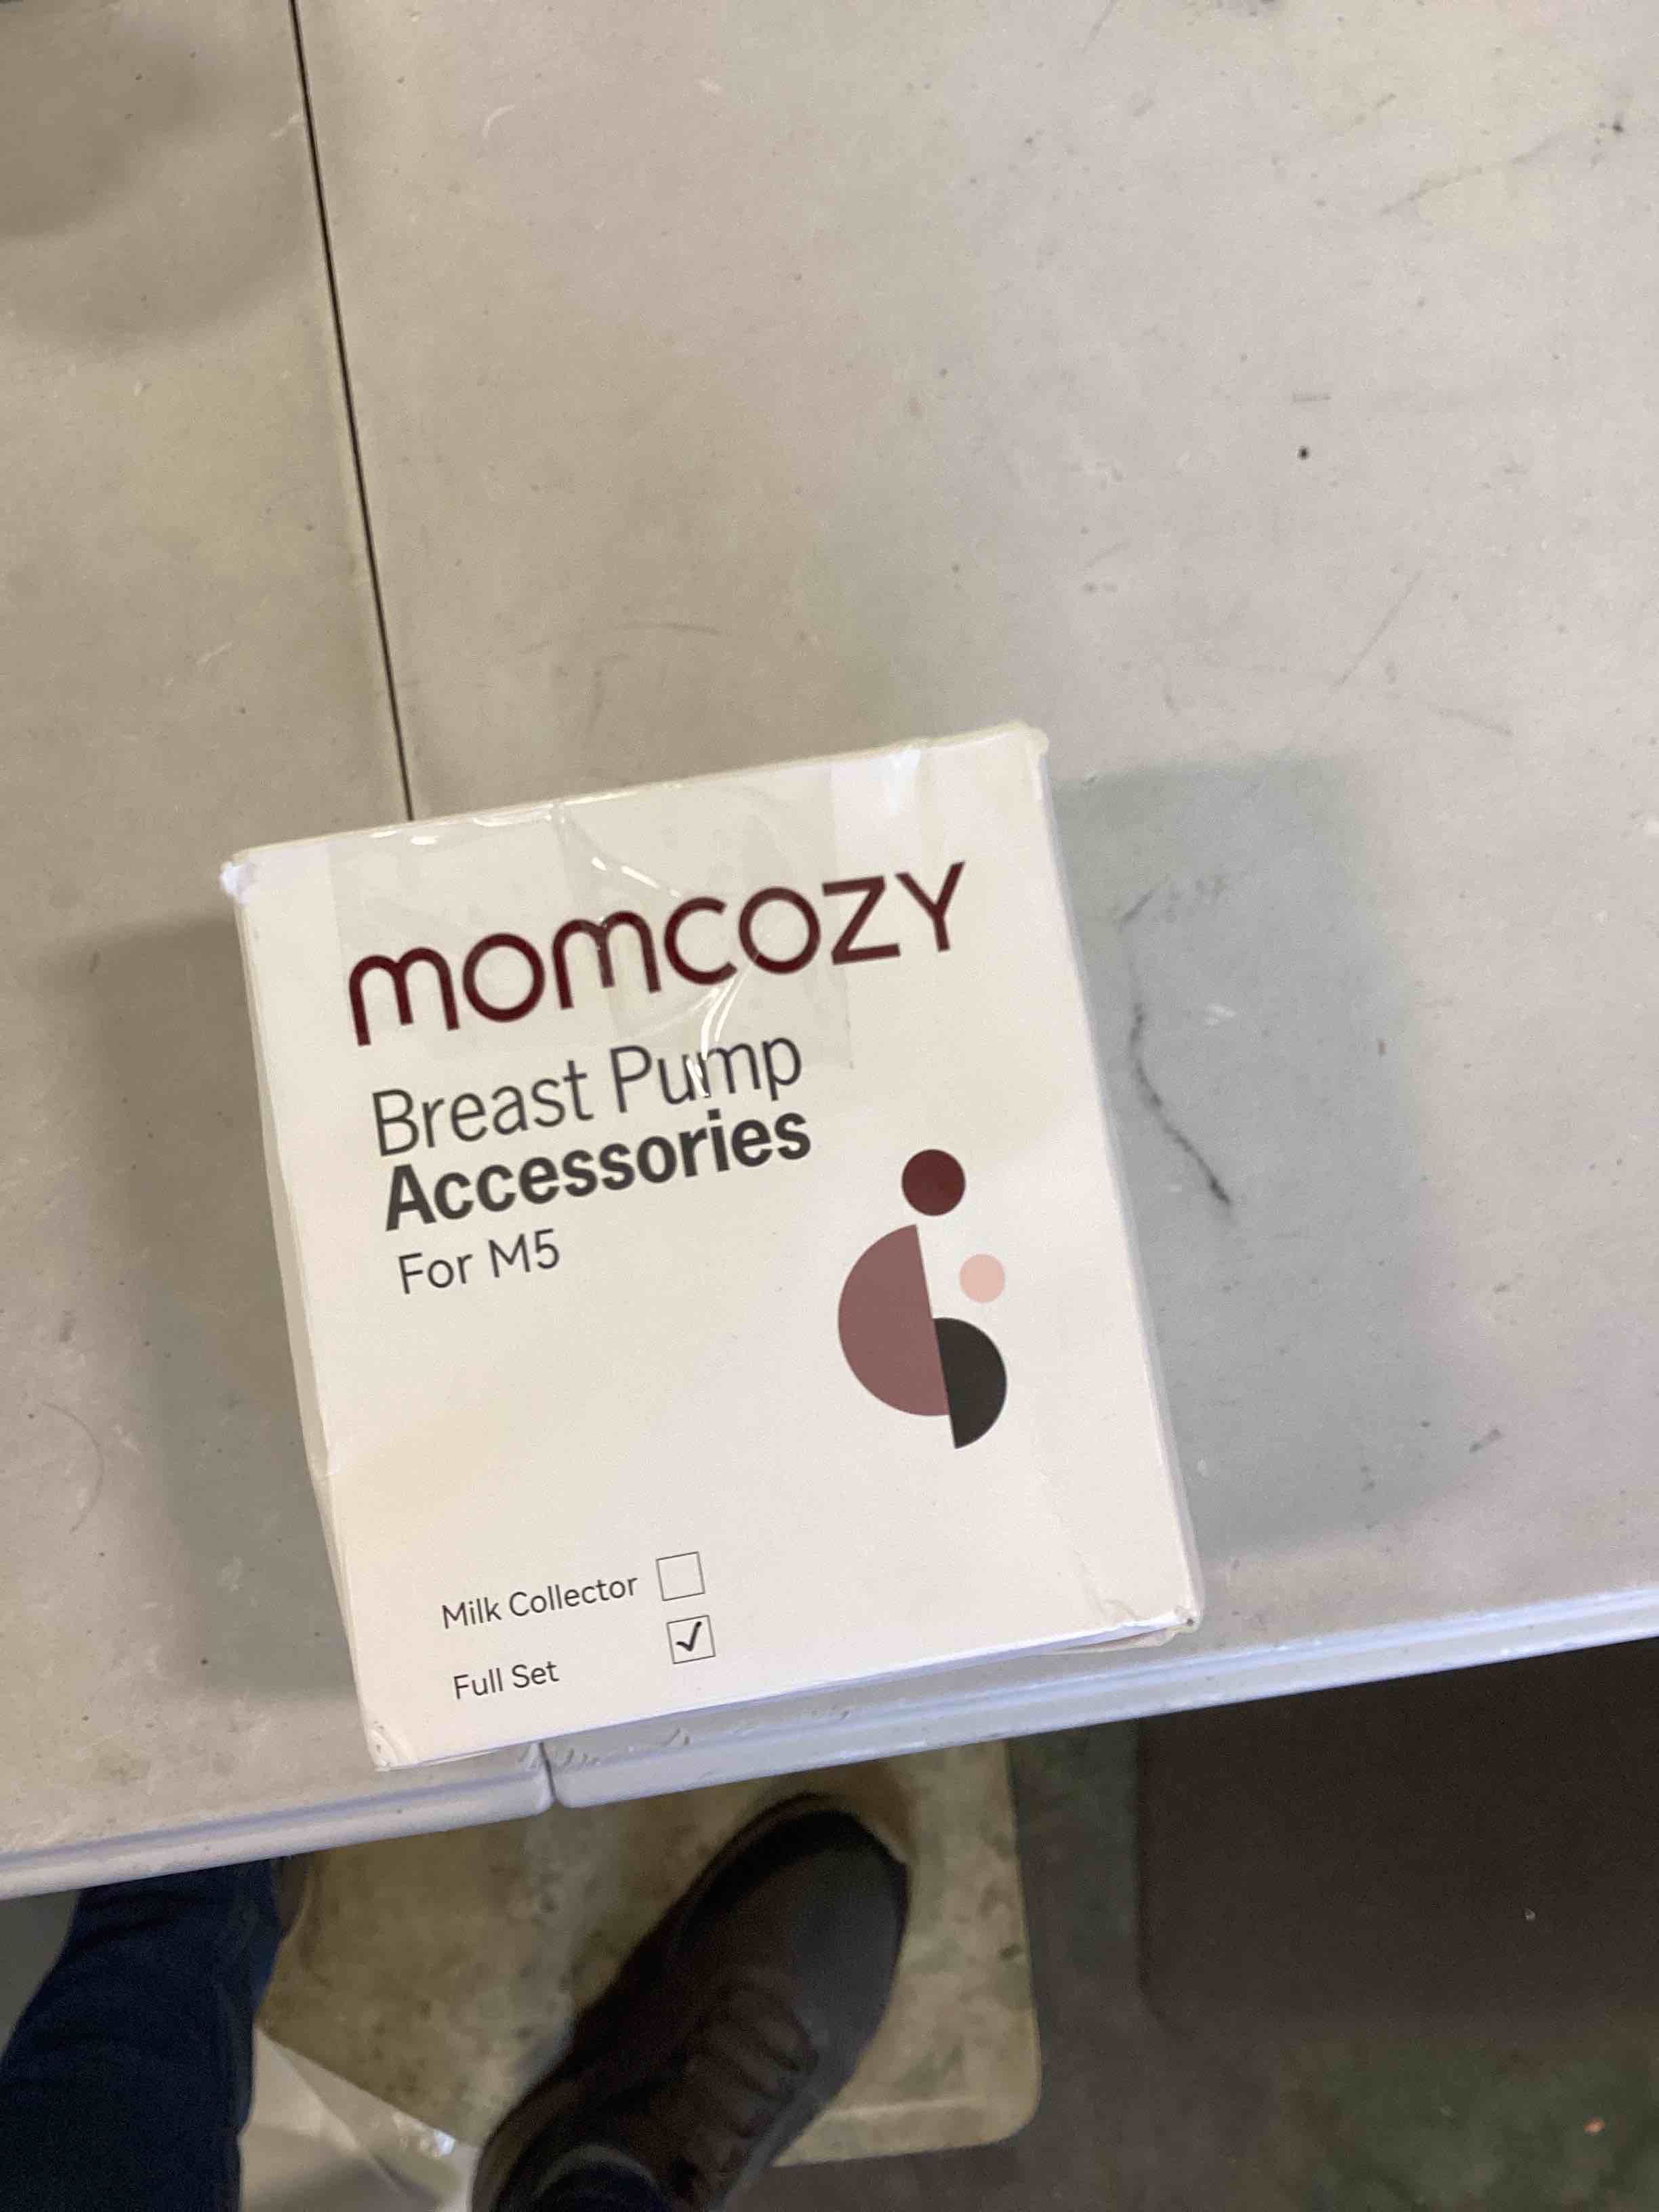 momcozy
Breast Pump
Accessories
For M5
Milk Collector
Full Set